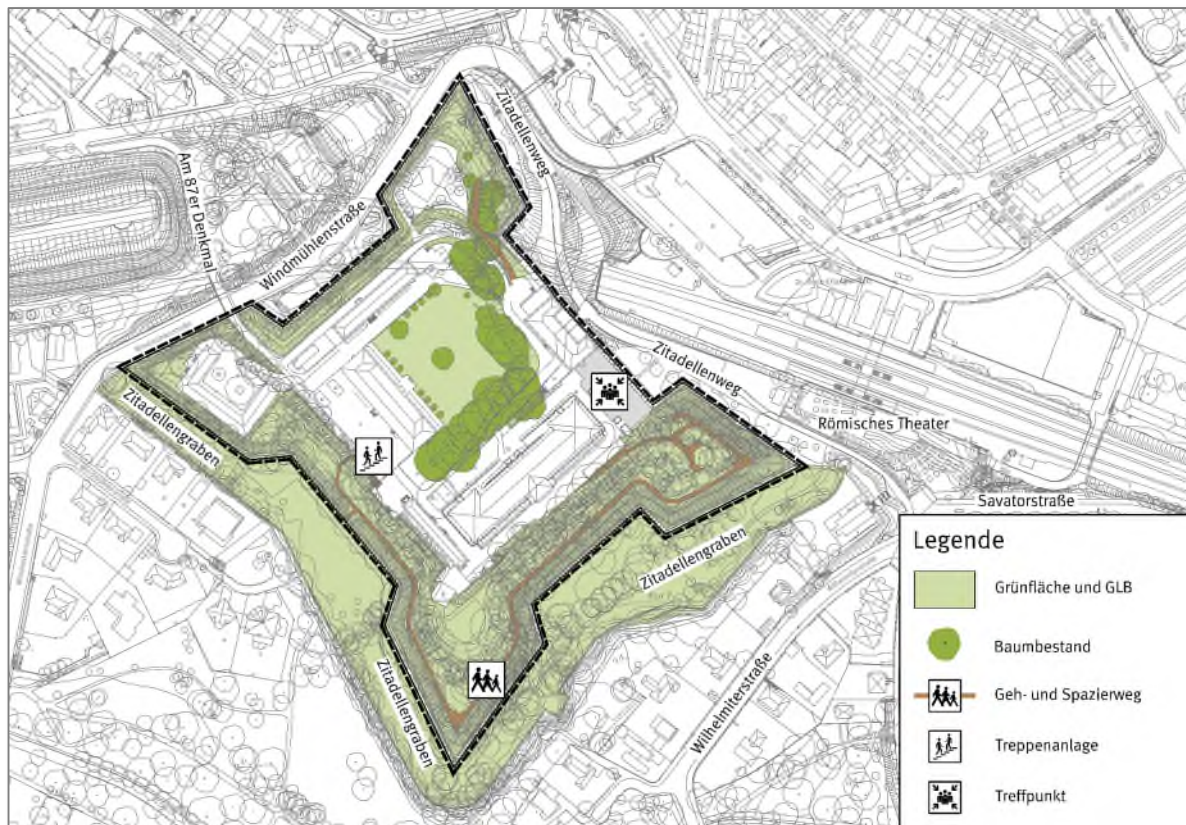 Zitadellenweg
Am 87er Denkmal
Windmühlenstraße
Zitadellenweg
Römisches Theater
Zitadellengraben
Savatorstraße
Zitadellengraben
Zitadellengraben
Wilhelmiterstraße
Legende
Grünfläche und GLB
Baumbestand
Geh- und Spazierweg
Treppenanlage
Treffpunkt